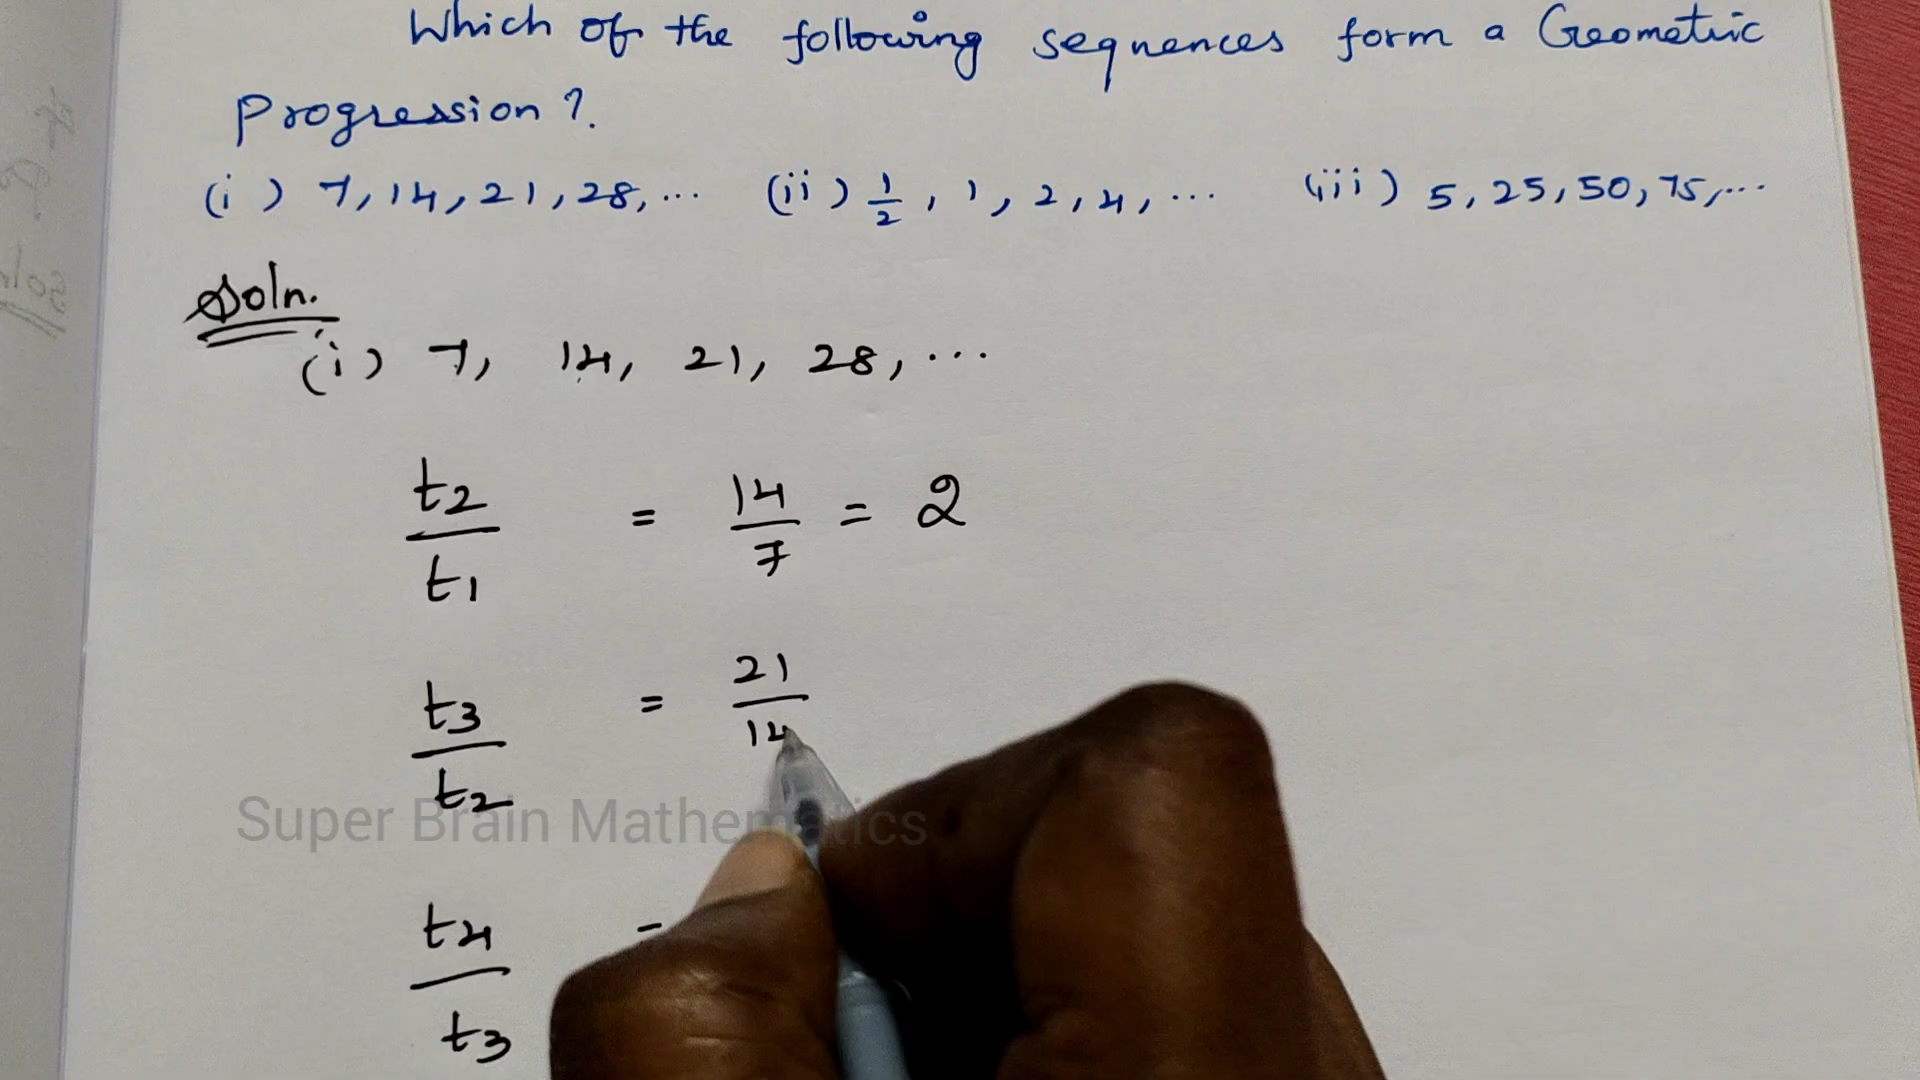 Which of the following sequences form a Geometric
Progression?.
(i) 7, 14, 21, 28, ... (ii) 1/2, 1, 2, 4, ... (iii) 5, 25, 50, 75, ...
Soln.
(i) 7, 14, 21, 28, ...
t2/t1 = 14/7 = 2
t3/t2 = 21/14
Super Brain Mathematics
t4/t3